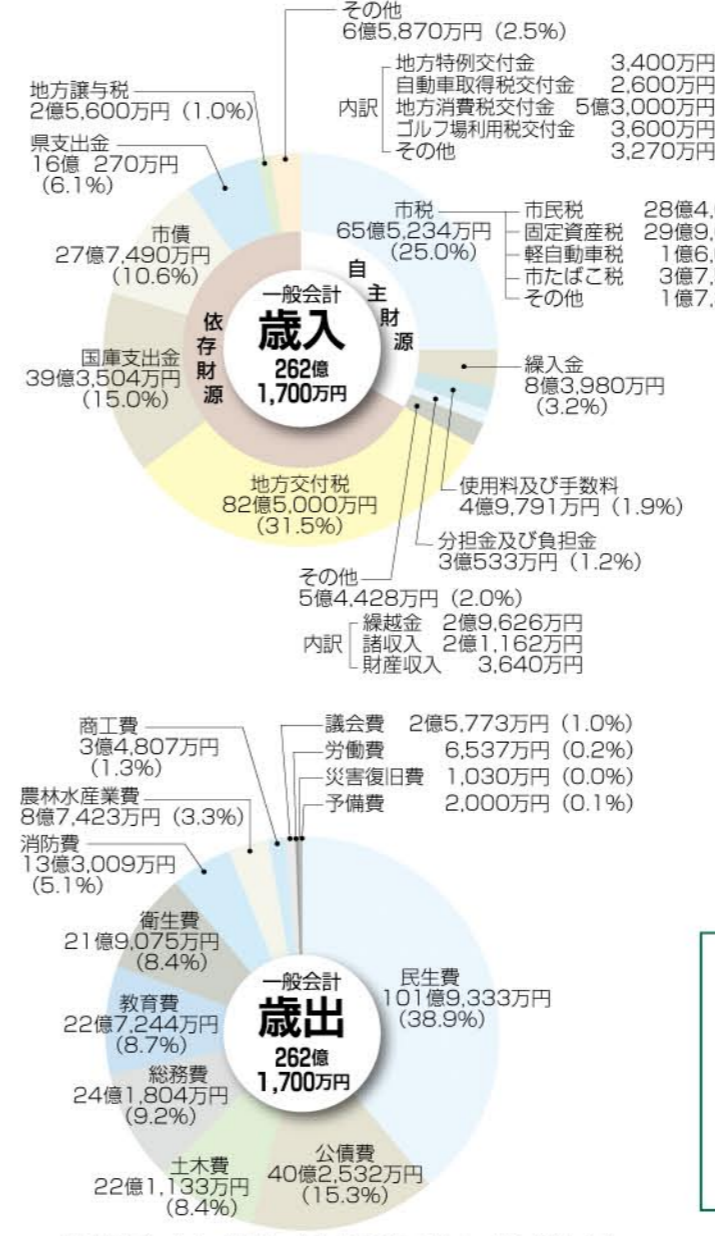 その他
6億5,870万円（2.5%）
内訳
地方特例交付金 3,400万円
自動車取得税交付金 2,600万円
地方消費税交付金 5億3,000万円
ゴルフ場利用税交付金 3,600万円
その他 3,270万円
地方譲与税
2億5,600万円（1.0%）
県支出金
16億 270万円
（6.1%）
市債
27億7,490万円
（10.6%）
国庫支出金
39億3,504万円
（15.0%）
地方交付税
82億5,000万円
（31.5%）
依存財源
自主財源
一般会計
歳入
262億
1,700万円
市税
65億5,234万円
（25.0%）
市民税 28億4,
固定資産税 29億9,
軽自動車税 1億6,
市たばこ税 3億7,
その他 1億7,
繰入金
8億3,980万円
（3.2%）
使用料及び手数料
4億9,791万円（1.9%）
分担金及び負担金
3億533万円（1.2%）
その他
5億4,428万円（2.0%）
内訳
繰越金 2億9,626万円
諸収入 2億1,162万円
財産収入 3,640万円
商工費
3億4,807万円
（1.3%）
議会費 2億5,773万円（1.0%）
労働費 6,537万円（0.2%）
災害復旧費 1,030万円（0.0%）
予備費 2,000万円（0.1%）
農林水産業費
8億7,423万円（3.3%）
消防費
13億3,009万円
（5.1%）
衛生費
21億9,075万円
（8.4%）
教育費
22億7,244万円
（8.7%）
総務費
24億1,804万円
（9.2%）
土木費
22億1,133万円
（8.4%）
公債費
40億2,532万円
（15.3%）
民生費
101億9,333万円
（38.9%）
一般会計
歳出
262億
1,700万円